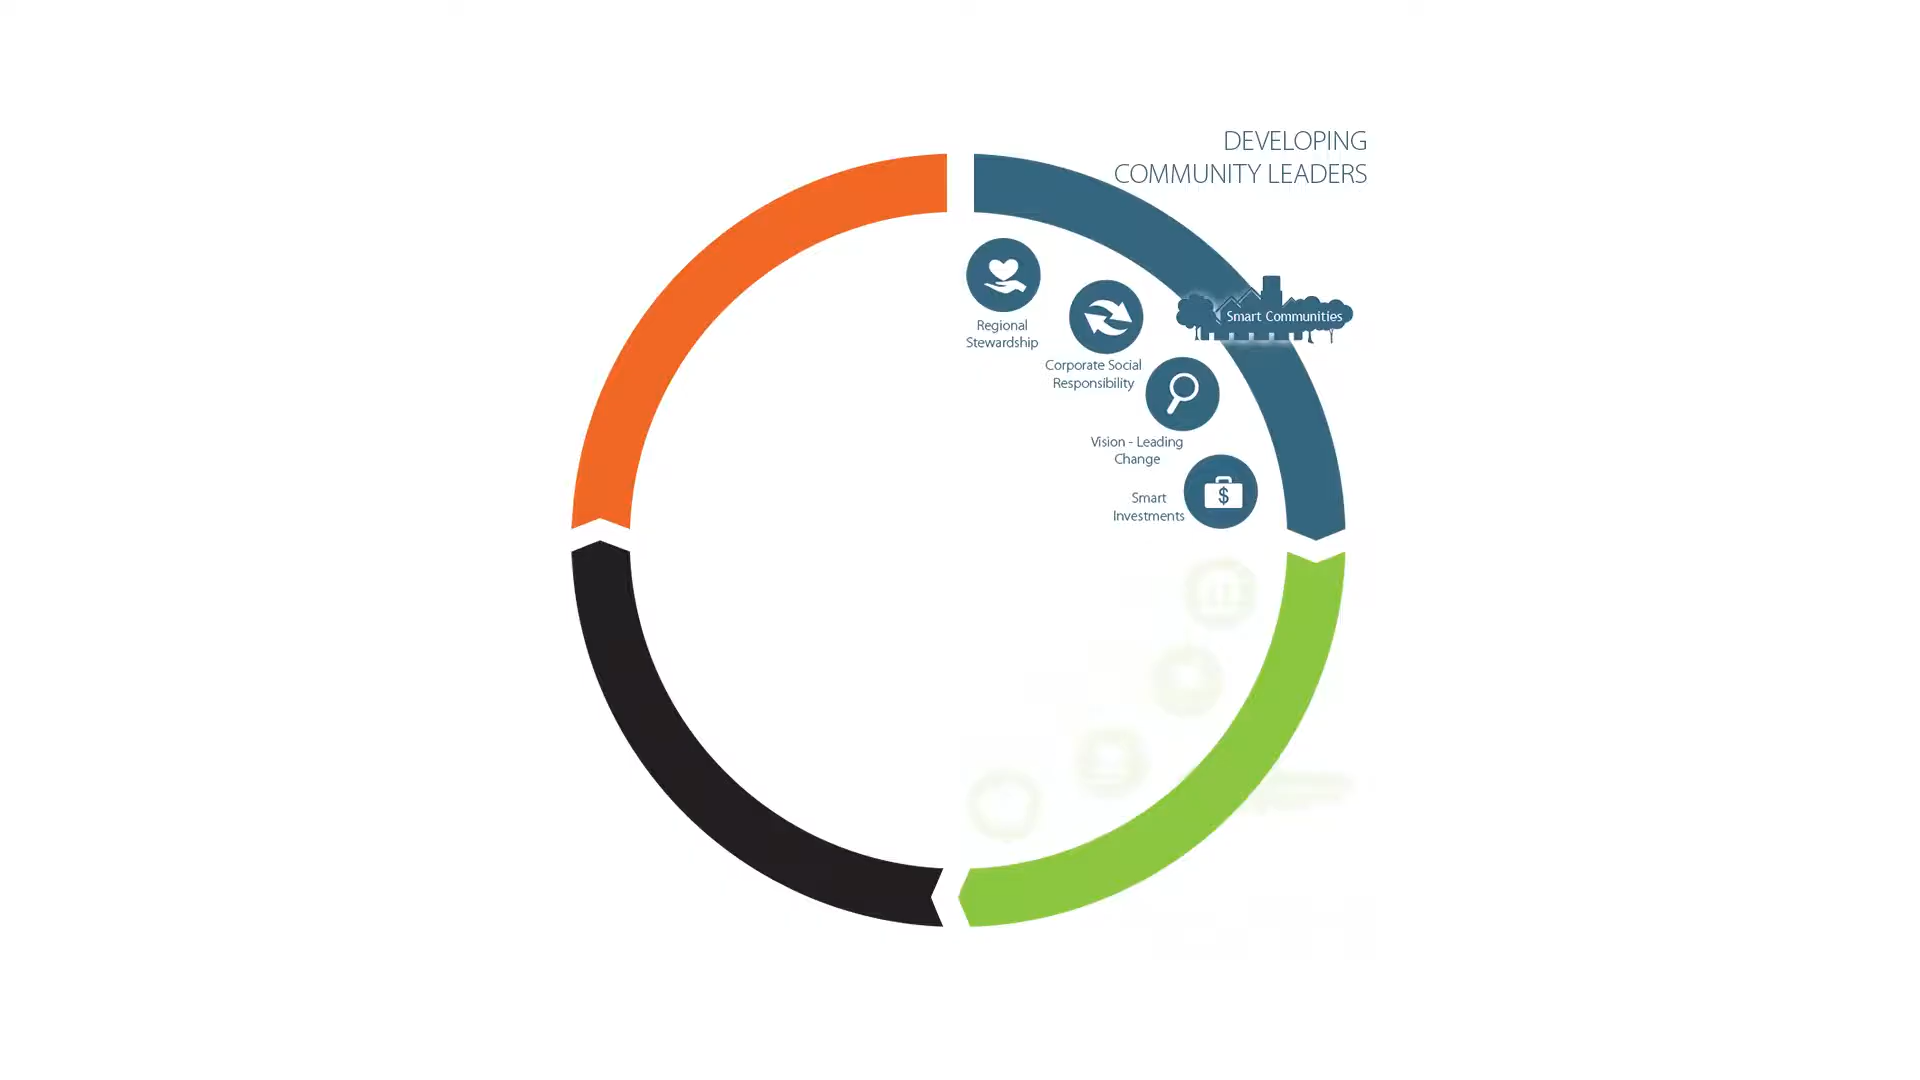 DEVELOPING
COMMUNITY LEADERS
Smart Communities
Regional
Stewardship
Corporate Social
Responsibility
Vision - Leading
Change
Smart
Investments
$